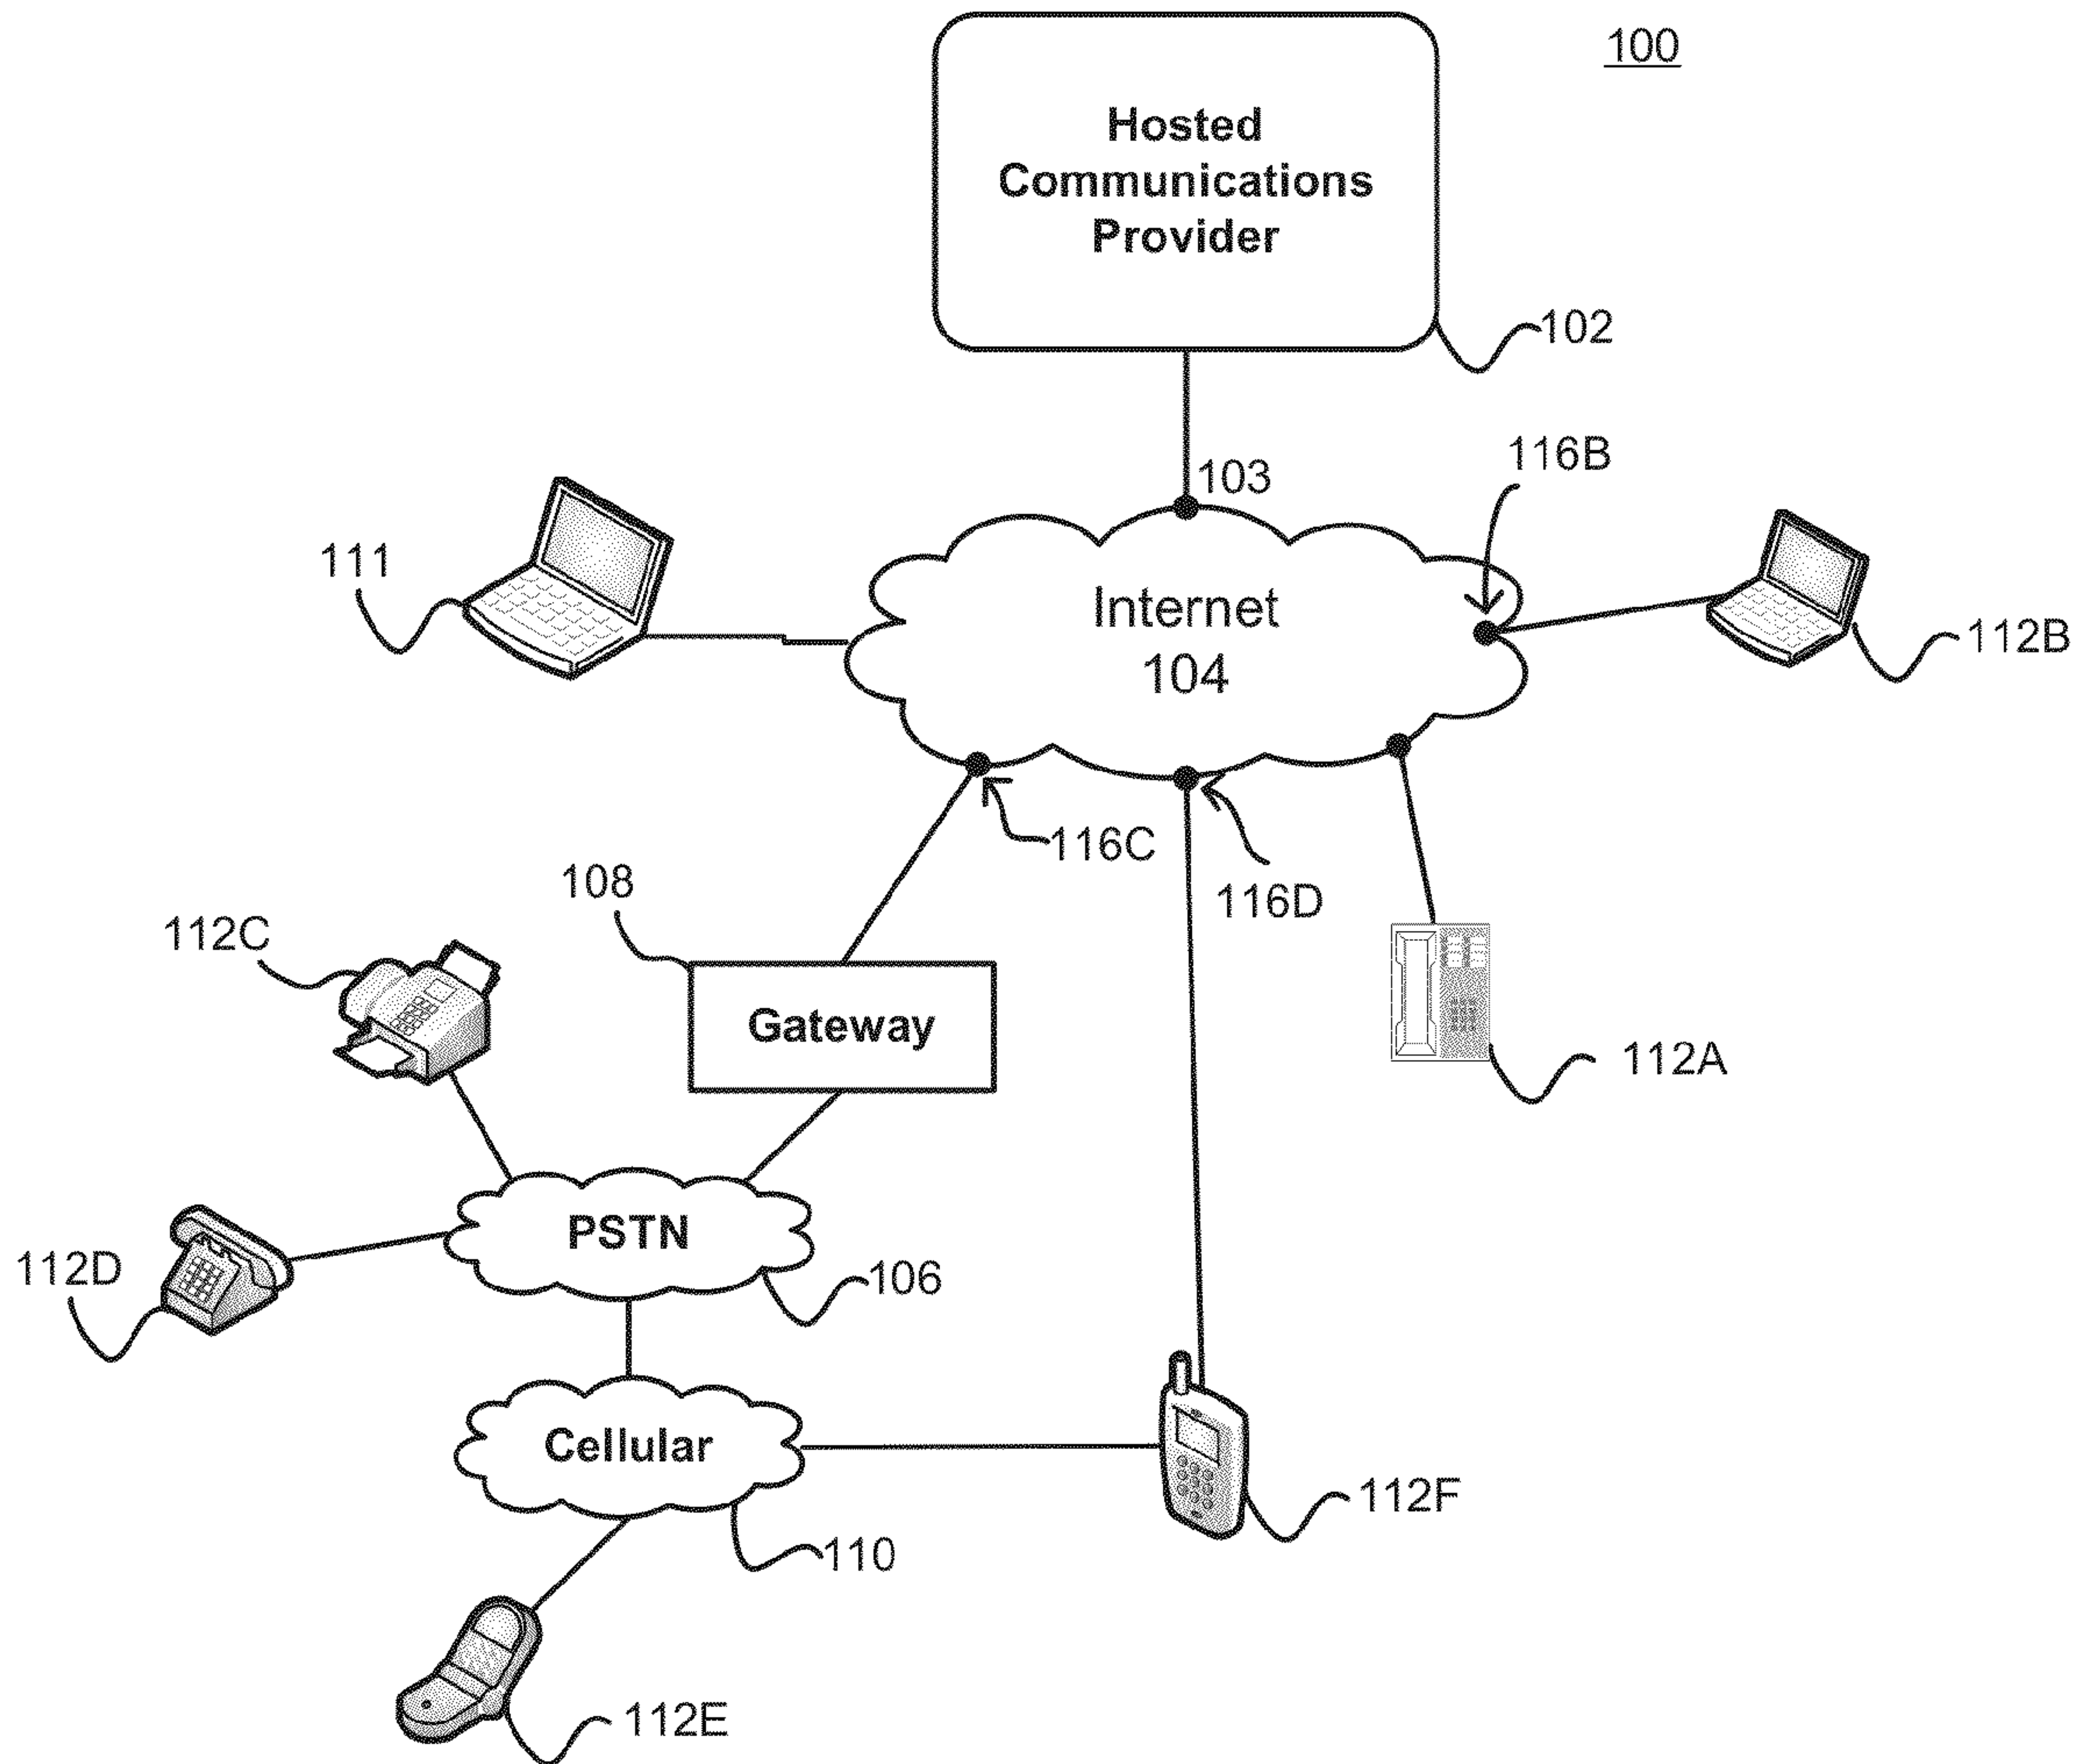 100
Hosted
Communications
Provider
102
103
116B
111
Internet
104
112B
116C
108
116D
112C
Gateway
112A
PSTN
112D
106
Cellular
112F
110
112E